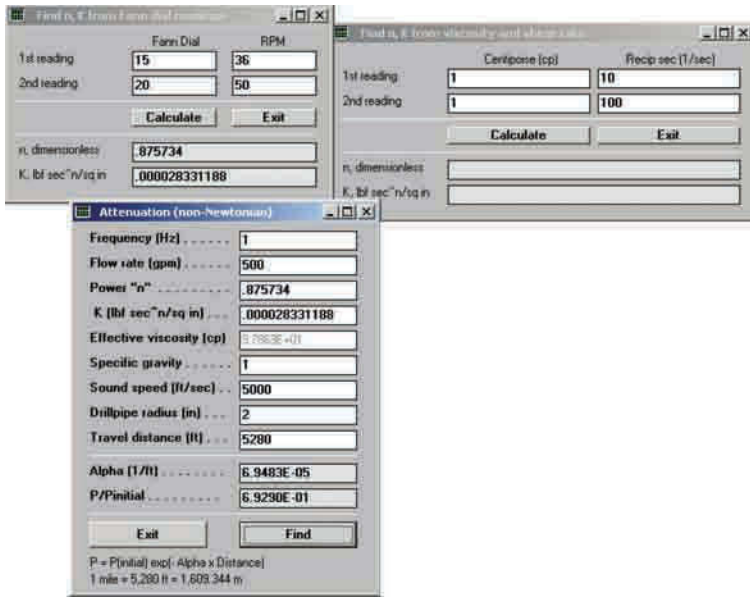 Find n, K from Fann dial readings
Fann Dial RPM
1st reading 15 36
2nd reading 20 50
Calculate Exit
n, dimensionless .875734
K, lbf sec^n/sq in .000028331188
Find n, K from viscosity and shear rate
Centipoise (cp) Recip sec (1/sec)
1st reading 1 10
2nd reading 1 100
Calculate Exit
n, dimensionless
K, lbf sec^n/sq in
Attenuation (non-Newtonian)
Frequency (Hz) . . . . . . 1
Flow rate (gpm) . . . . . . 500
Power "n" . . . . . . . . . .875734
K (lbf sec^n/sq in) . . . .000028331188
Effective viscosity (cp)
Specific gravity . . . . . . 1
Sound speed (ft/sec) . . 5000
Drillpipe radius (in) . . . 2
Travel distance (ft) . . . 5280
Alpha (1/ft) . . . . . . . . 6.9483E-05
P/Pinitial . . . . . . . . . 6.9290E-01
Exit Find
P = P(initial) exp(- Alpha x Distance)
1 mile = 5,280 ft = 1,609.344 m